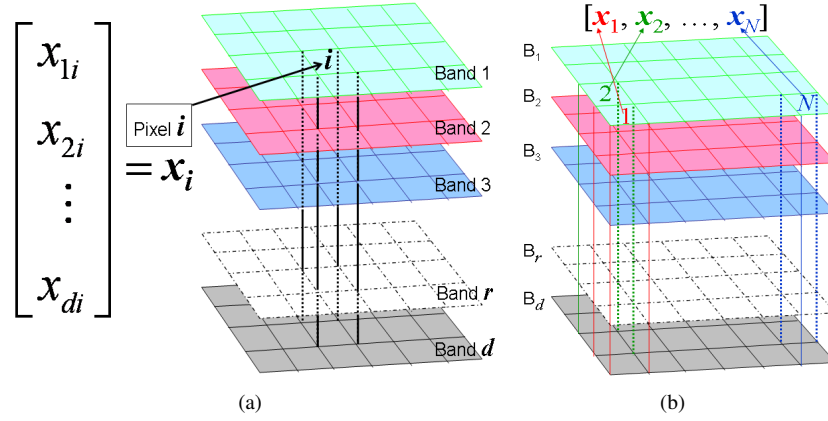 x1i
x2i
⋮
xdi
= xi
Pixel i
i
Band 1
Band 2
Band 3
Band r
Band d
(a)
[x1, x2, ..., xN]
B1
B2
B3
Br
Bd
2
1
N
(b)